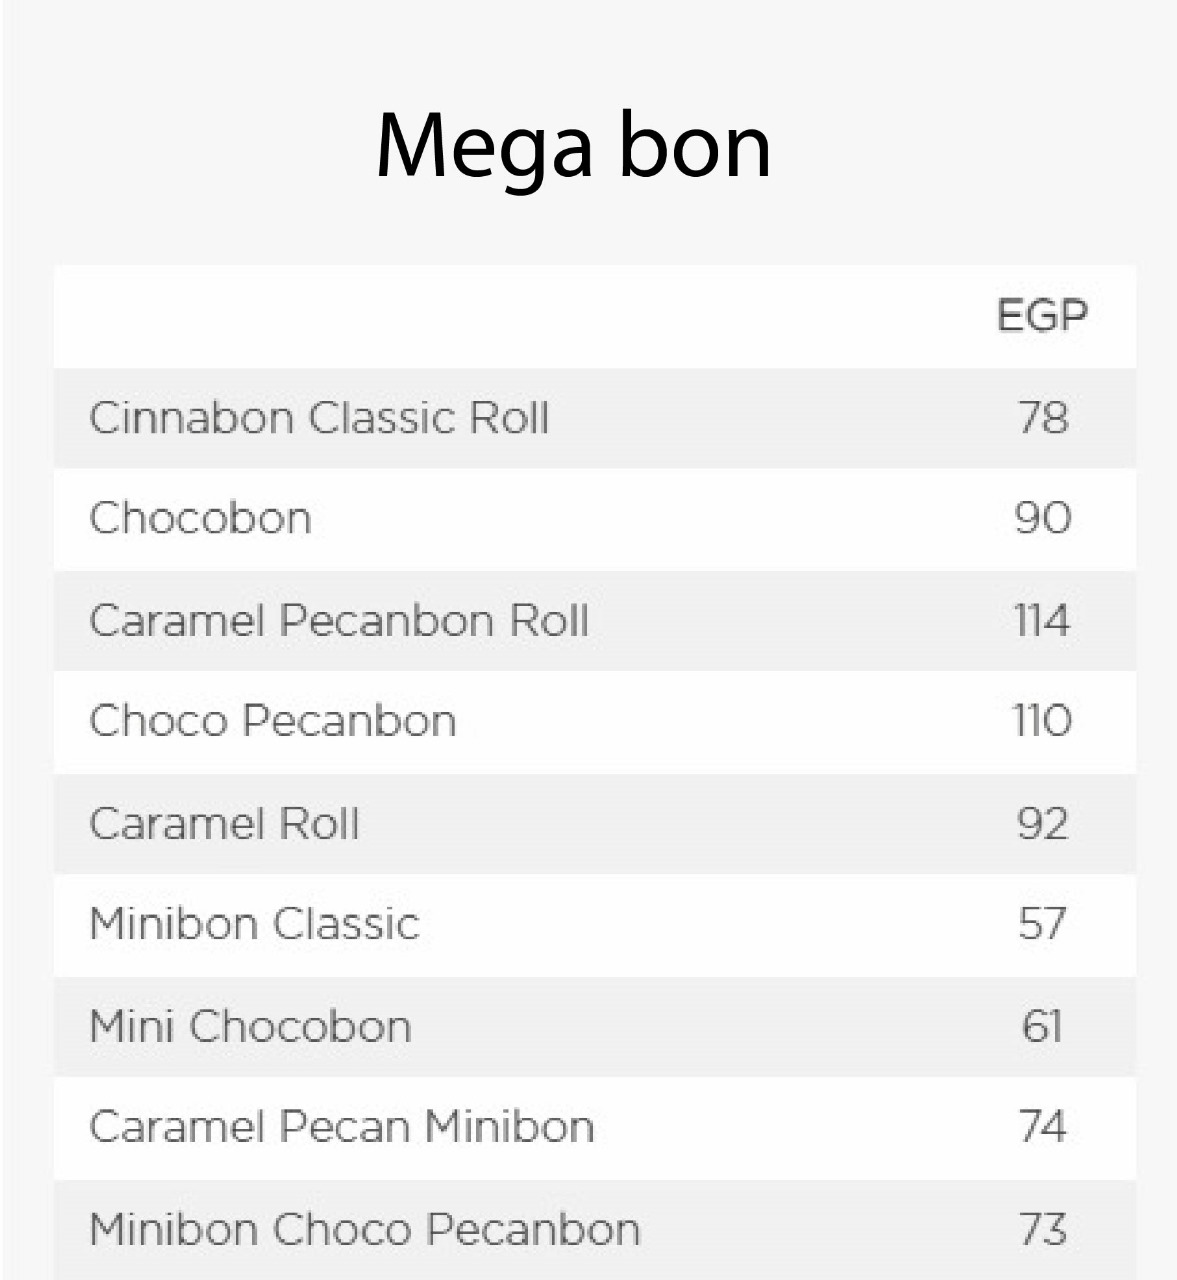 Mega bon
EGP
Cinnabon Classic Roll 78
Chocobon 90
Caramel Pecanbon Roll 114
Choco Pecanbon 110
Caramel Roll 92
Minibon Classic 57
Mini Chocobon 61
Caramel Pecan Minibon 74
Minibon Choco Pecanbon 73